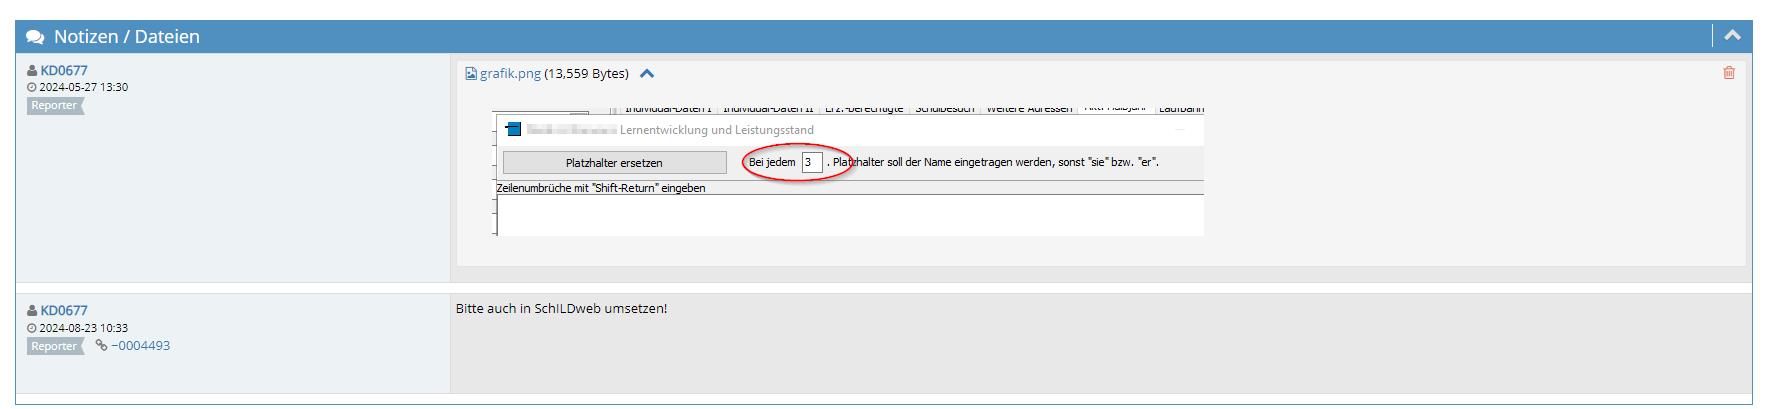 Notizen / Dateien
KD0677
2024-05-27 13:30
Reporter
grafik.png (13,559 Bytes)
Individual-Daten I Individual-Daten II Erz.-Berechtigte Schulbesuch Weitere Adressen Akt. Halbjahr Laufbahn
Lernentwicklung und Leistungsstand
Platzhalter ersetzen
Bei jedem 3 . Platzhalter soll der Name eingetragen werden, sonst "sie" bzw. "er".
Zeilenumbrüche mit "Shift-Return" eingeben
KD0677
2024-08-23 10:33
Reporter
~0004493
Bitte auch in SchILDweb umsetzen!